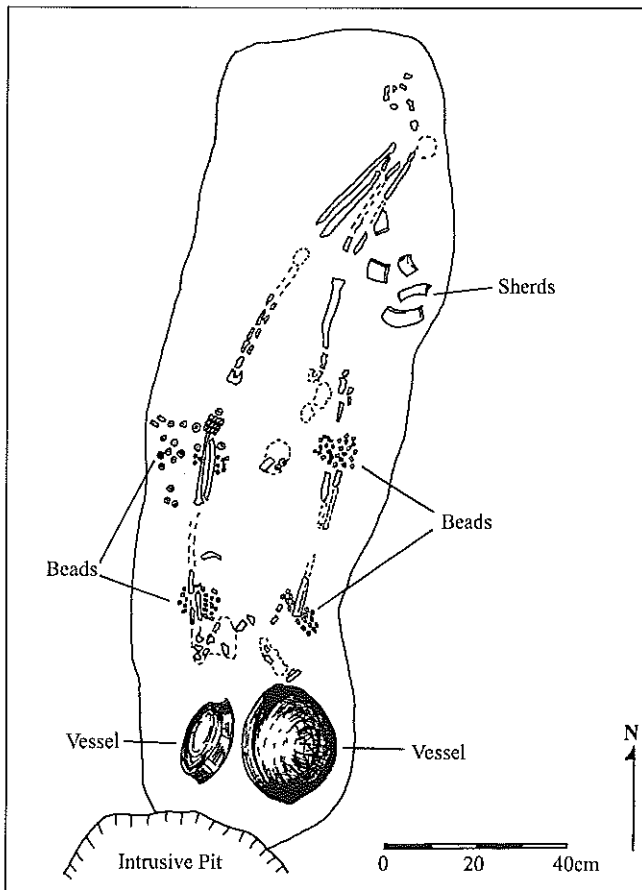 Sherds
Beads
Beads
Vessel
Vessel
N
Intrusive Pit
0 20 40cm